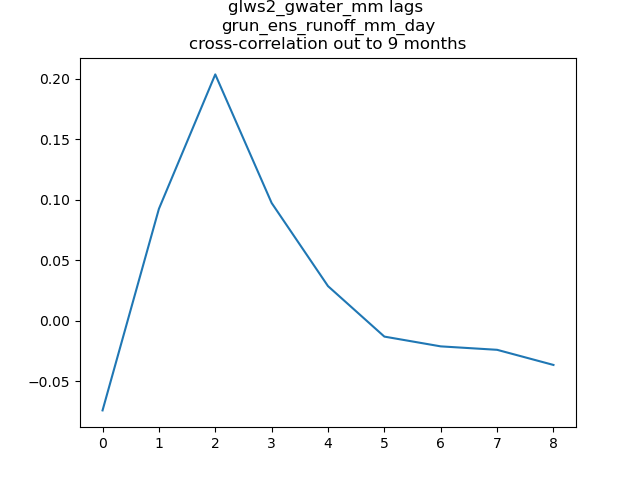 glws2_gwater_mm lags
grun_ens_runoff_mm_day
cross-correlation out to 9 months
0.20
0.15
0.10
0.05
0.00
−0.05
0 1 2 3 4 5 6 7 8